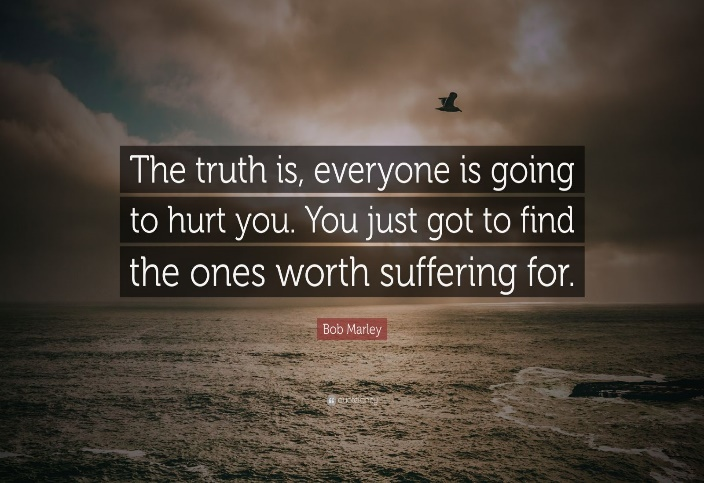 The truth is, everyone is going
to hurt you. You just got to find
the ones worth suffering for.
Bob Marley
quotefancy